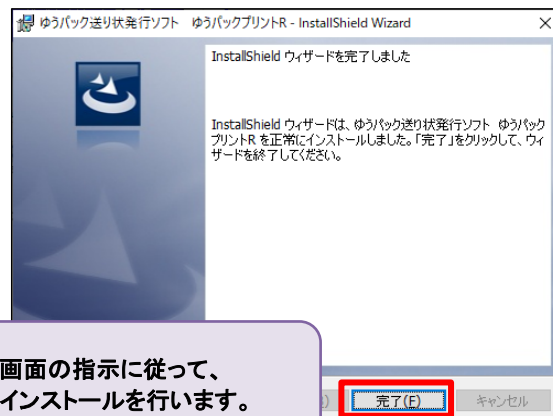 ゆうパック送り状発行ソフト ゆうパックプリントR - InstallShield Wizard
InstallShield ウィザードを完了しました
InstallShield ウィザードは、ゆうパック送り状発行ソフト ゆうパック
プリントR を正常にインストールしました。「完了」をクリックして、ウィ
ザードを終了してください。
画面の指示に従って、
インストールを行います。
完了(F)
キャンセル